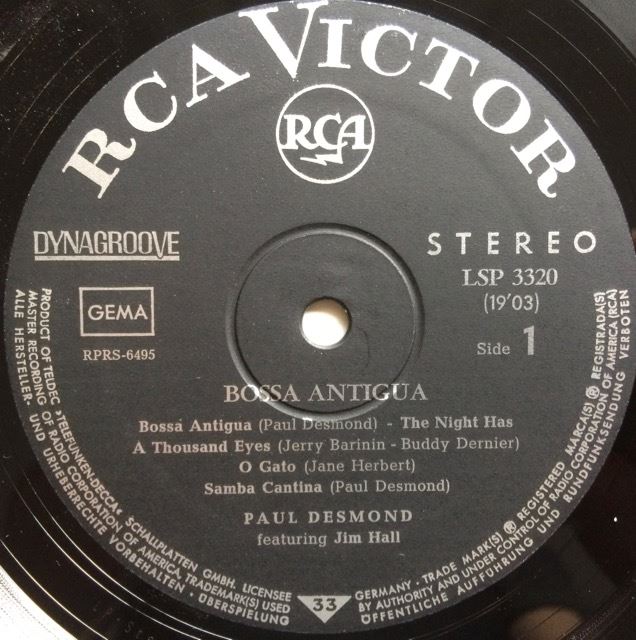 RCA VICTOR
RCA
DYNAGROOVE
STEREO
LSP 3320
(19'03)
GEMA
RPRS-6495
Side 1
BOSSA ANTIGUA
Bossa Antigua (Paul Desmond) - The Night Has
A Thousand Eyes (Jerry Barinin - Buddy Dernier)
O Gato (Jane Herbert)
Samba Cantina (Paul Desmond)
PAUL DESMOND
featuring Jim Hall
33
PRODUCT OF TELDEC »TELEFUNKEN-DECCA« SCHALLPLATTEN GMBH. LICENSEE
MASTER RECORDING OF RADIO CORPORATION OF AMERICA TRADEMARK(S) USED
ALLE HERSTELLER- UND URHEBERRECHTE VORBEHALTEN · ÜBERSPIELUNG
GERMANY · TRADE MARK(S) ® REGISTERED MARCA(S) ® REGISTRADA(S)
BY AUTHORITY AND UNDER CONTROL OF RADIO CORPORATION OF AMERICA (RCA)
ÖFFENTLICHE AUFFÜHRUNG UND RUNDFUNKSENDUNG VERBOTEN